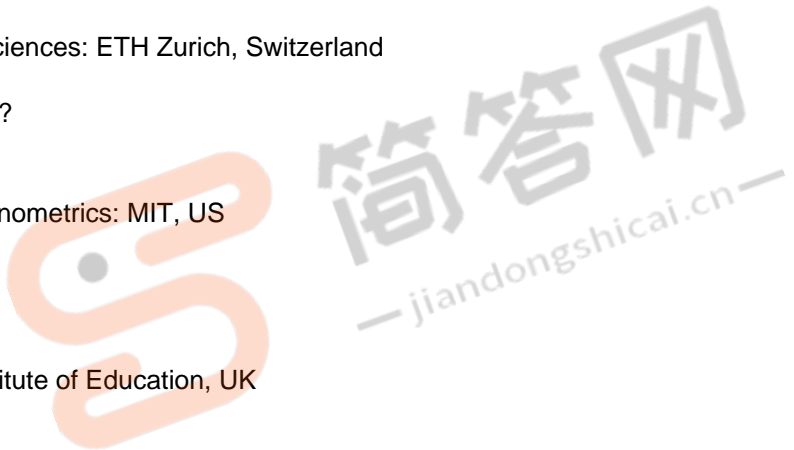 ciences: ETH Zurich, Switzerland
?
nometrics: MIT, US
itute of Education, UK
简答网
jiandongshicai.cn